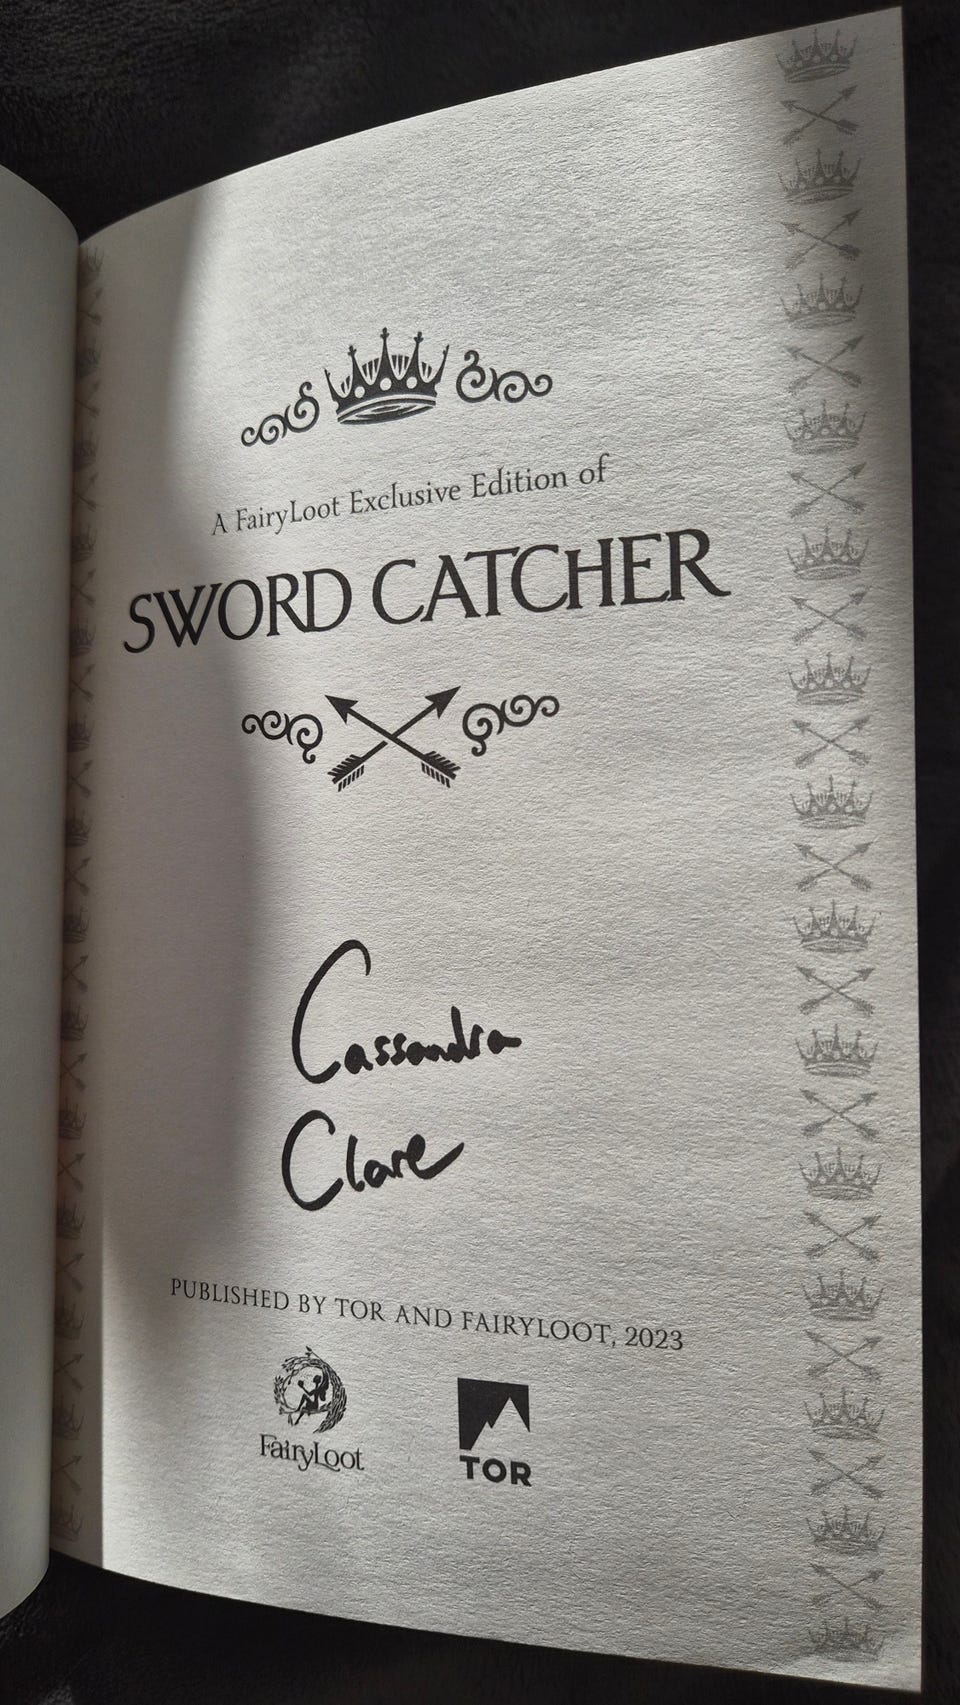 A FairyLoot Exclusive Edition of
SWORD CATCHER
Cassandra
Clare
PUBLISHED BY TOR AND FAIRYLOOT, 2023
FairyLoot
TOR